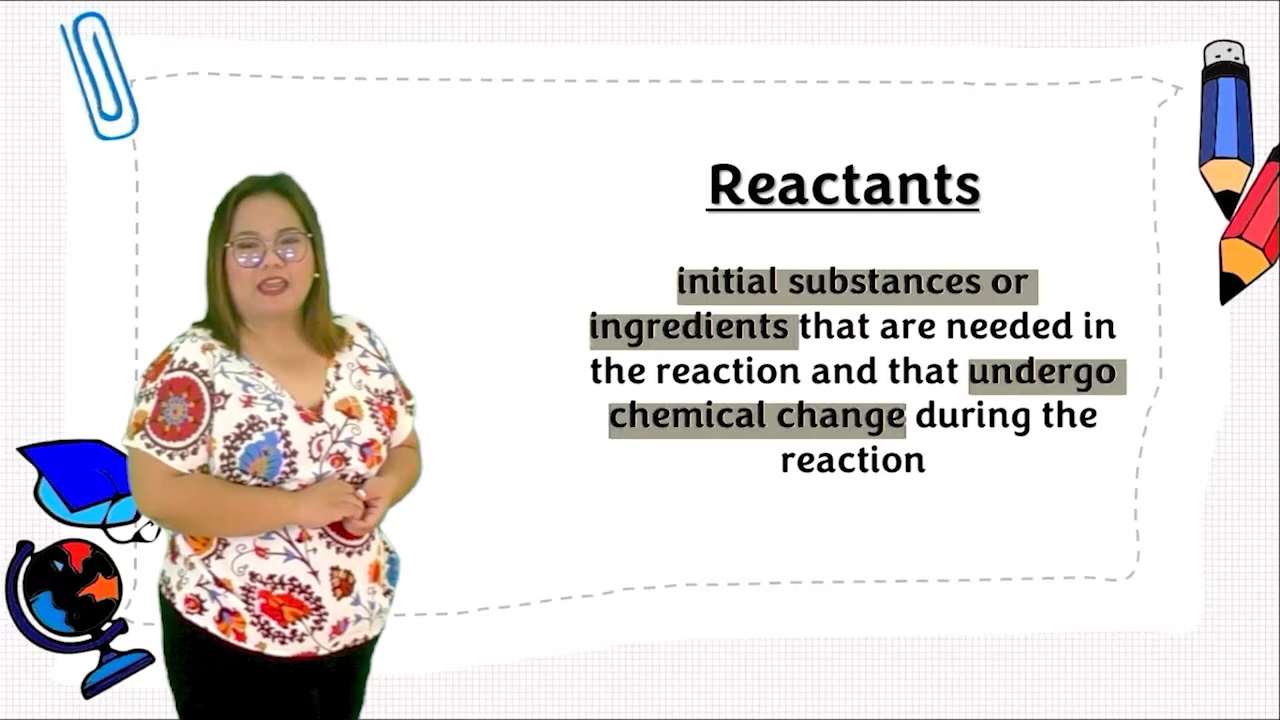 Reactants
initial substances or
ingredients that are needed in
the reaction and that undergo
chemical change during the
reaction